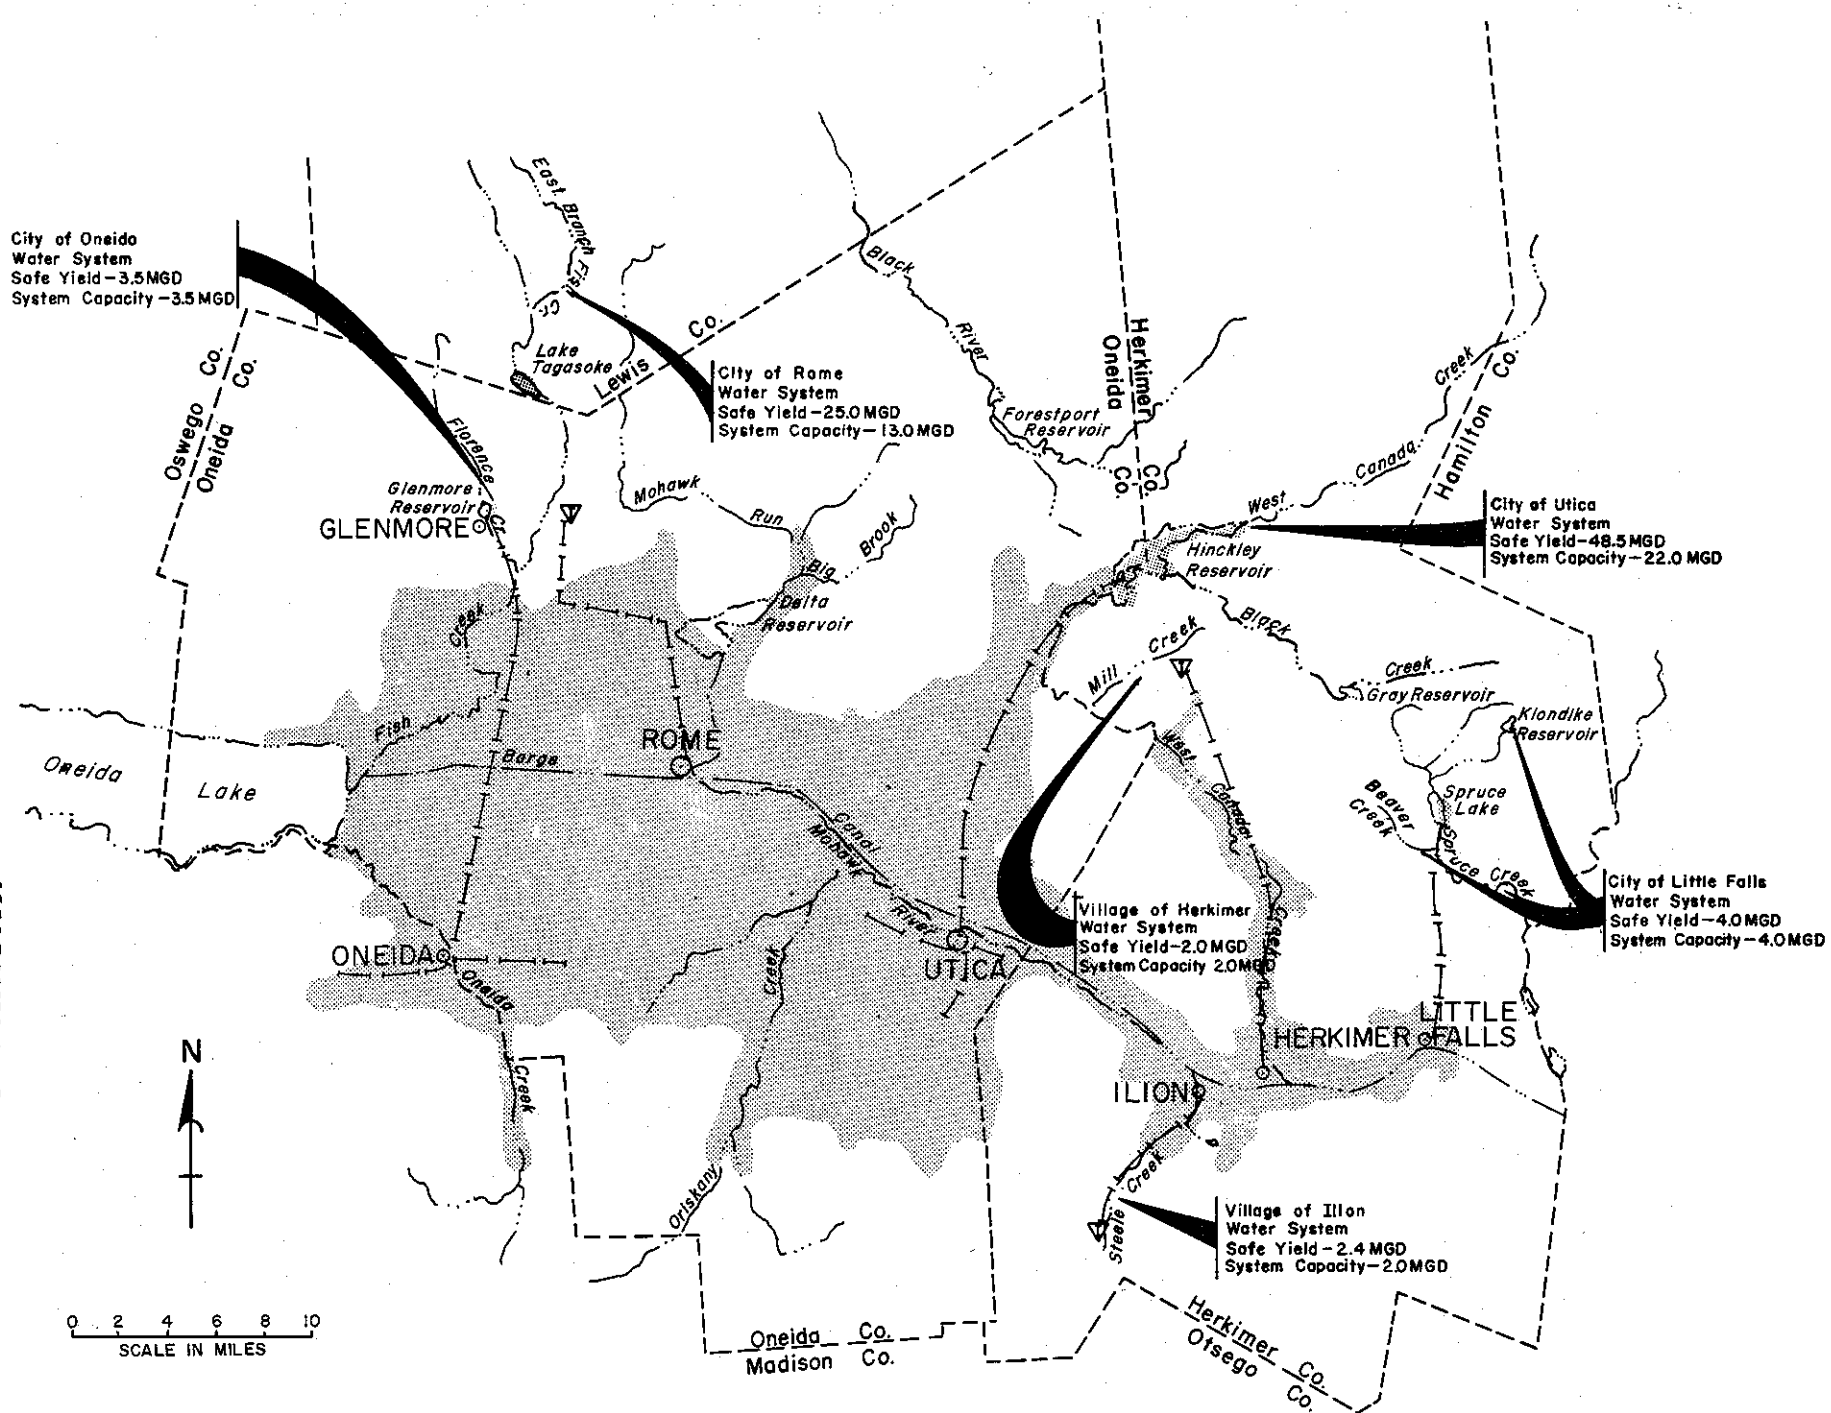 East Branch Fish
Cr.
City of Oneida
Water System
Safe Yield-3.5MGD
System Capacity-3.5MGD
Black
River
Oswego Co.
Oneida Co.
Lake
Tagasoke
Lewis Co.
City of Rome
Water System
Safe Yield-25.0MGD
System Capacity-13.0MGD
Herkimer Co.
Oneida Co.
Forestport
Reservoir
West Canada Creek
Hamilton Co.
Florence Cr.
Glenmore
Reservoir
GLENMORE
Mohawk
Run
Big
Brook
Delta
Reservoir
City of Utica
Water System
Safe Yield-48.5MGD
System Capacity-22.0MGD
Hinckley
Reservoir
Black
Creek
Mill Creek
Gray Reservoir
Klondike
Reservoir
Creek
Fish
Barge
ROME
Oneida
Lake
Canal
Mohawk
River
West
Canada
Creek
Spruce
Lake
Beaver
Creek
Spruce Creek
City of Little Falls
Water System
Safe Yield-4.0MGD
System Capacity-4.0MGD
Village of Herkimer
Water System
Safe Yield-2.0MGD
System Capacity 2.0MGD
ONEIDA
UTICA
Oneida
Creek
Creek
Oriskany
LITTLE
FALLS
HERKIMER
ILION
N
Steele
Creek
Village of Ilion
Water System
Safe Yield-2.4MGD
System Capacity-2.0MGD
0 2 4 6 8 10
SCALE IN MILES
Oneida Co.
Madison Co.
Herkimer Co.
Otsego Co.